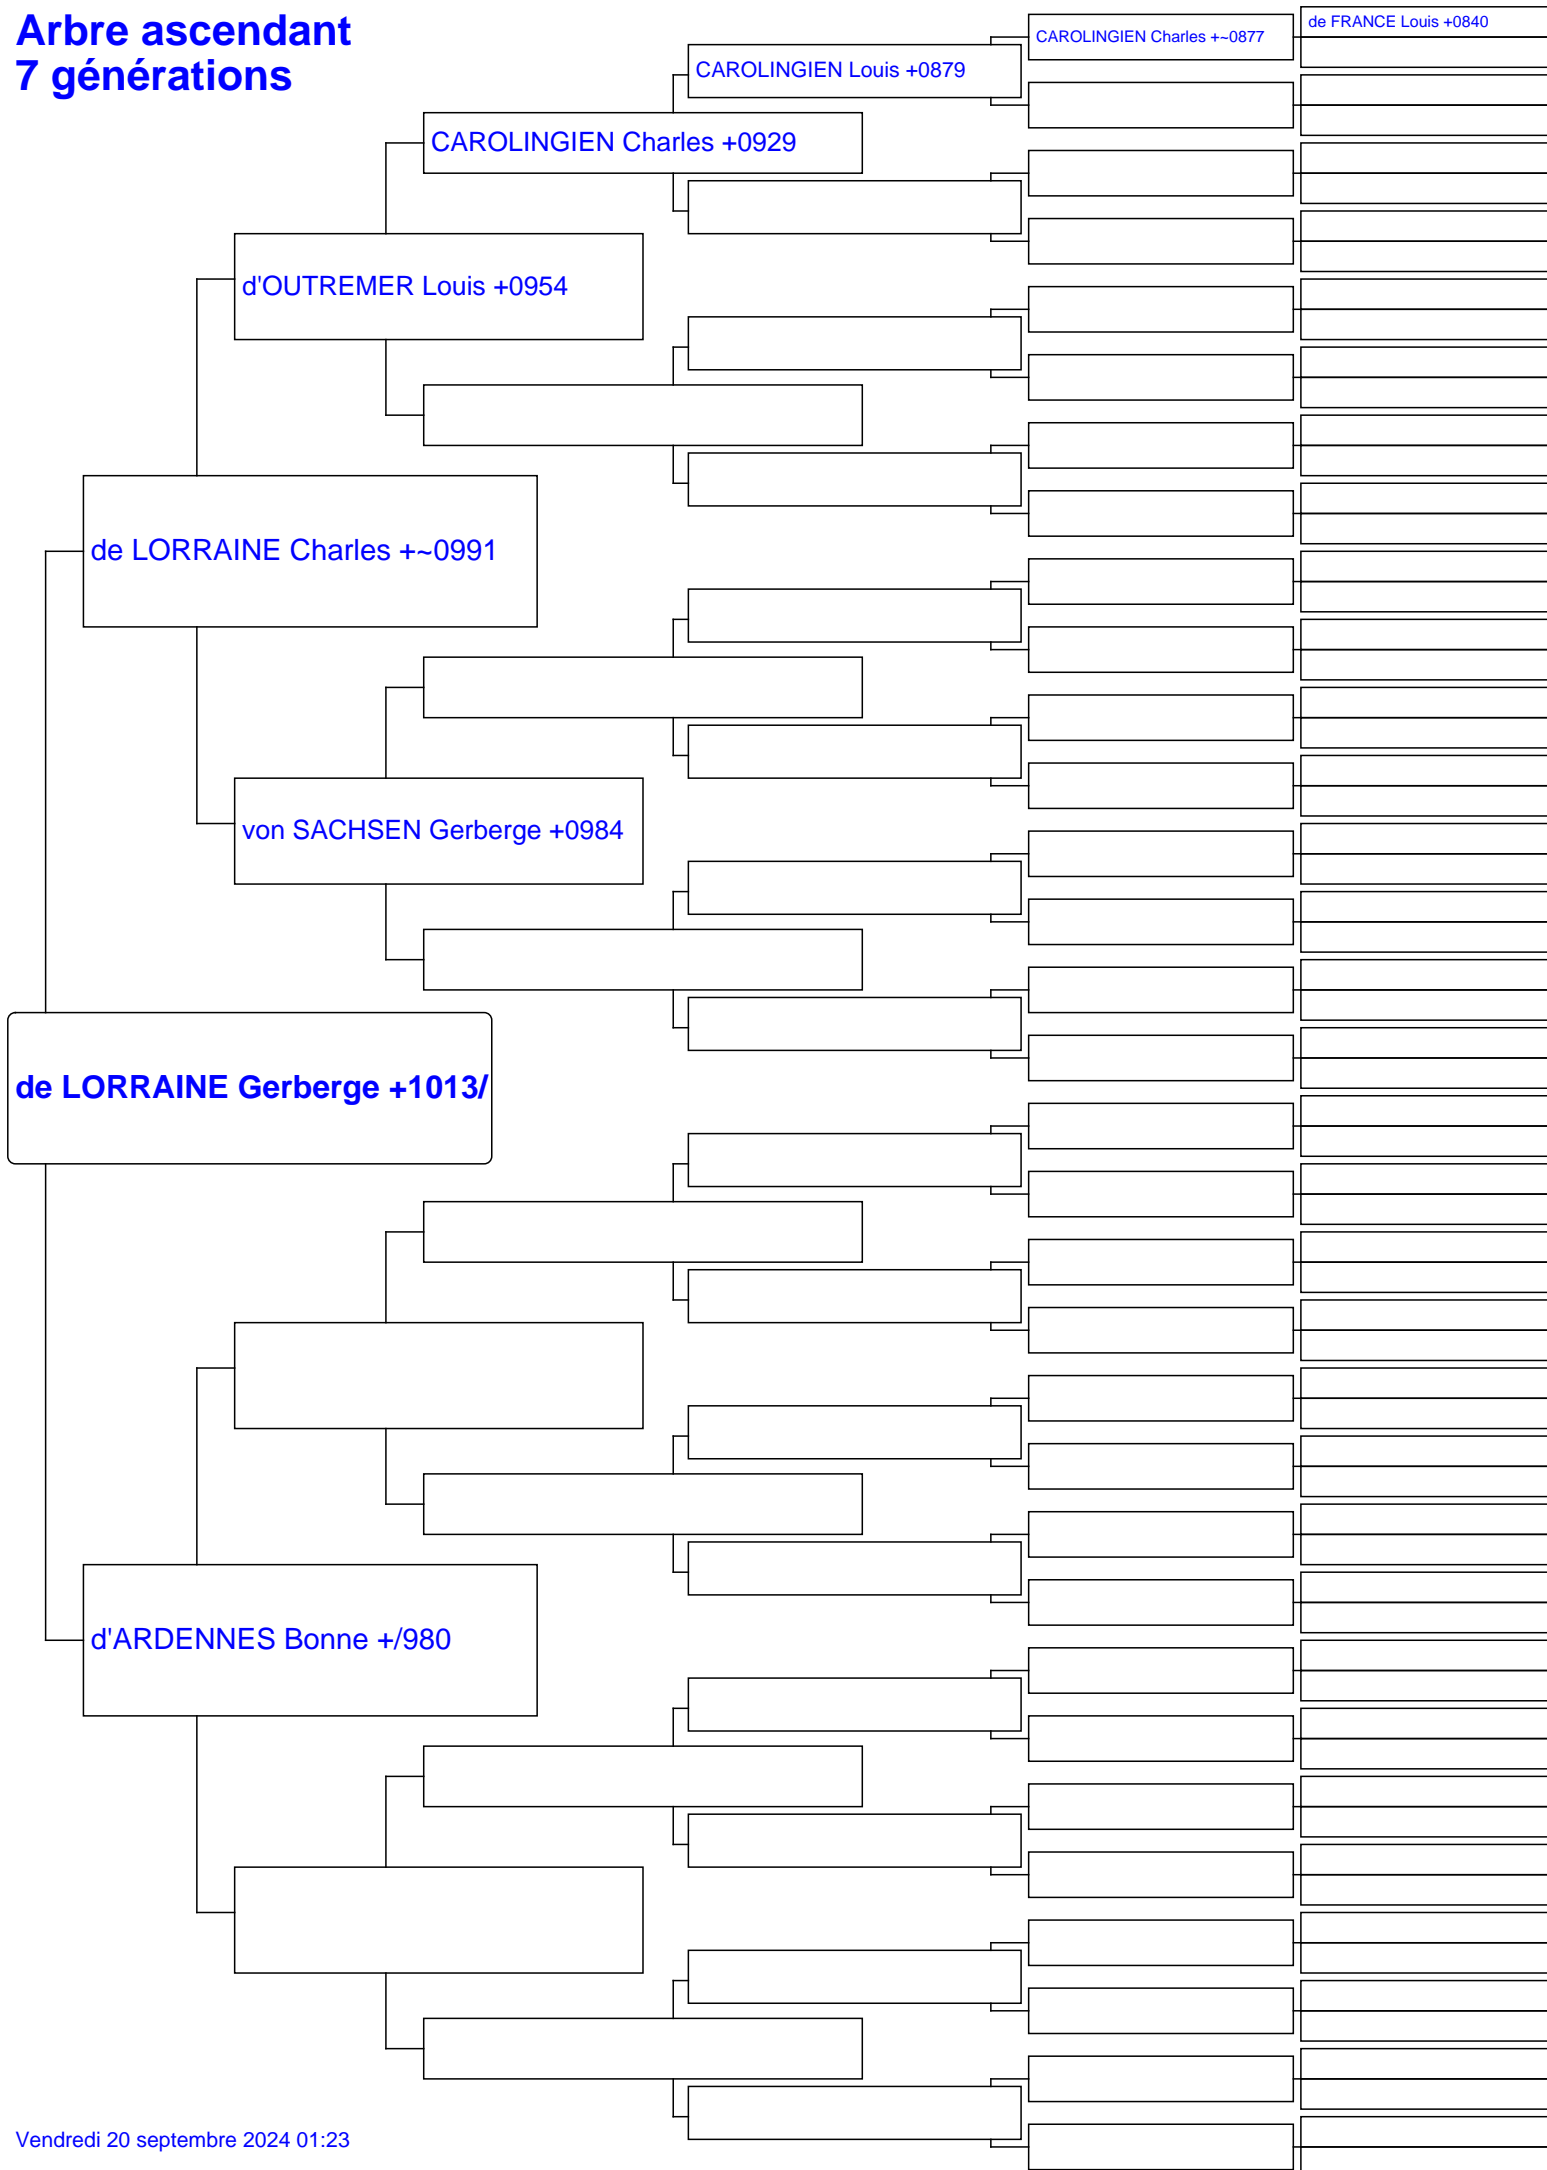 Arbre ascendant
7 générations
de FRANCE Louis +0840
CAROLINGIEN Charles +~0877
CAROLINGIEN Louis +0879
CAROLINGIEN Charles +0929
d'OUTREMER Louis +0954
de LORRAINE Charles +~0991
von SACHSEN Gerberge +0984
de LORRAINE Gerberge +1013/
d'ARDENNES Bonne +/980
Vendredi 20 septembre 2024 01:23